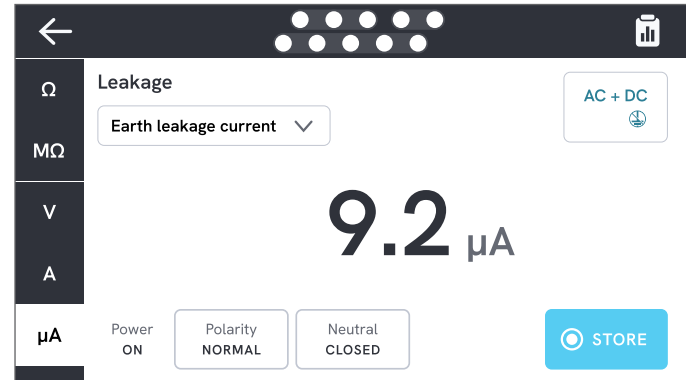 Leakage
Earth leakage current
AC + DC
Ω
MΩ
V
A
µA
9.2 µA
Power
ON
Polarity
NORMAL
Neutral
CLOSED
STORE